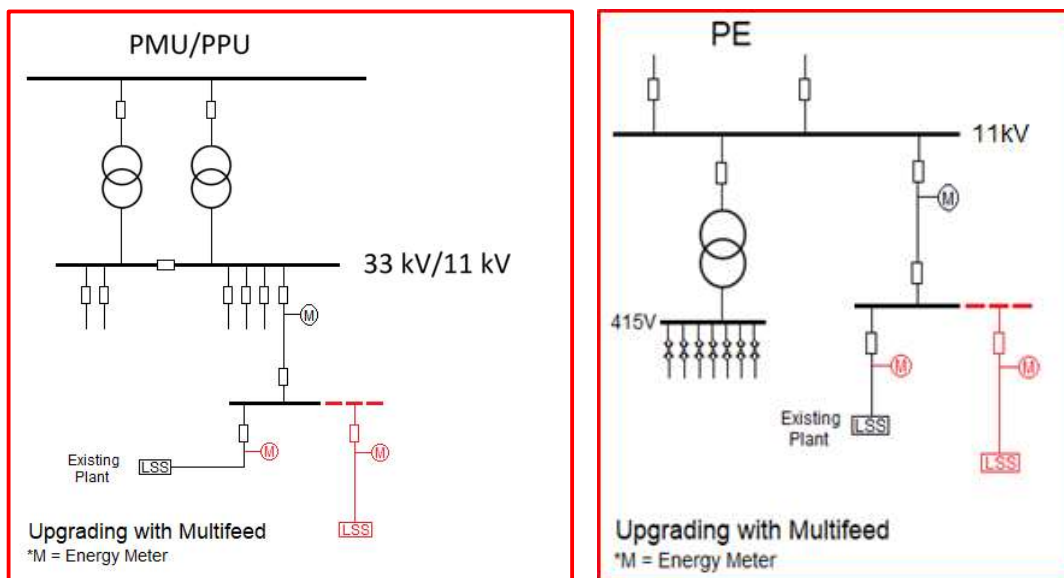 PMU/PPU
33 kV/11 kV
M
Existing
Plant
LSS
M
M
LSS
Upgrading with Multifeed
*M = Energy Meter
PE
11kV
M
415V
M
M
Existing
Plant
LSS
LSS
Upgrading with Multifeed
*M = Energy Meter